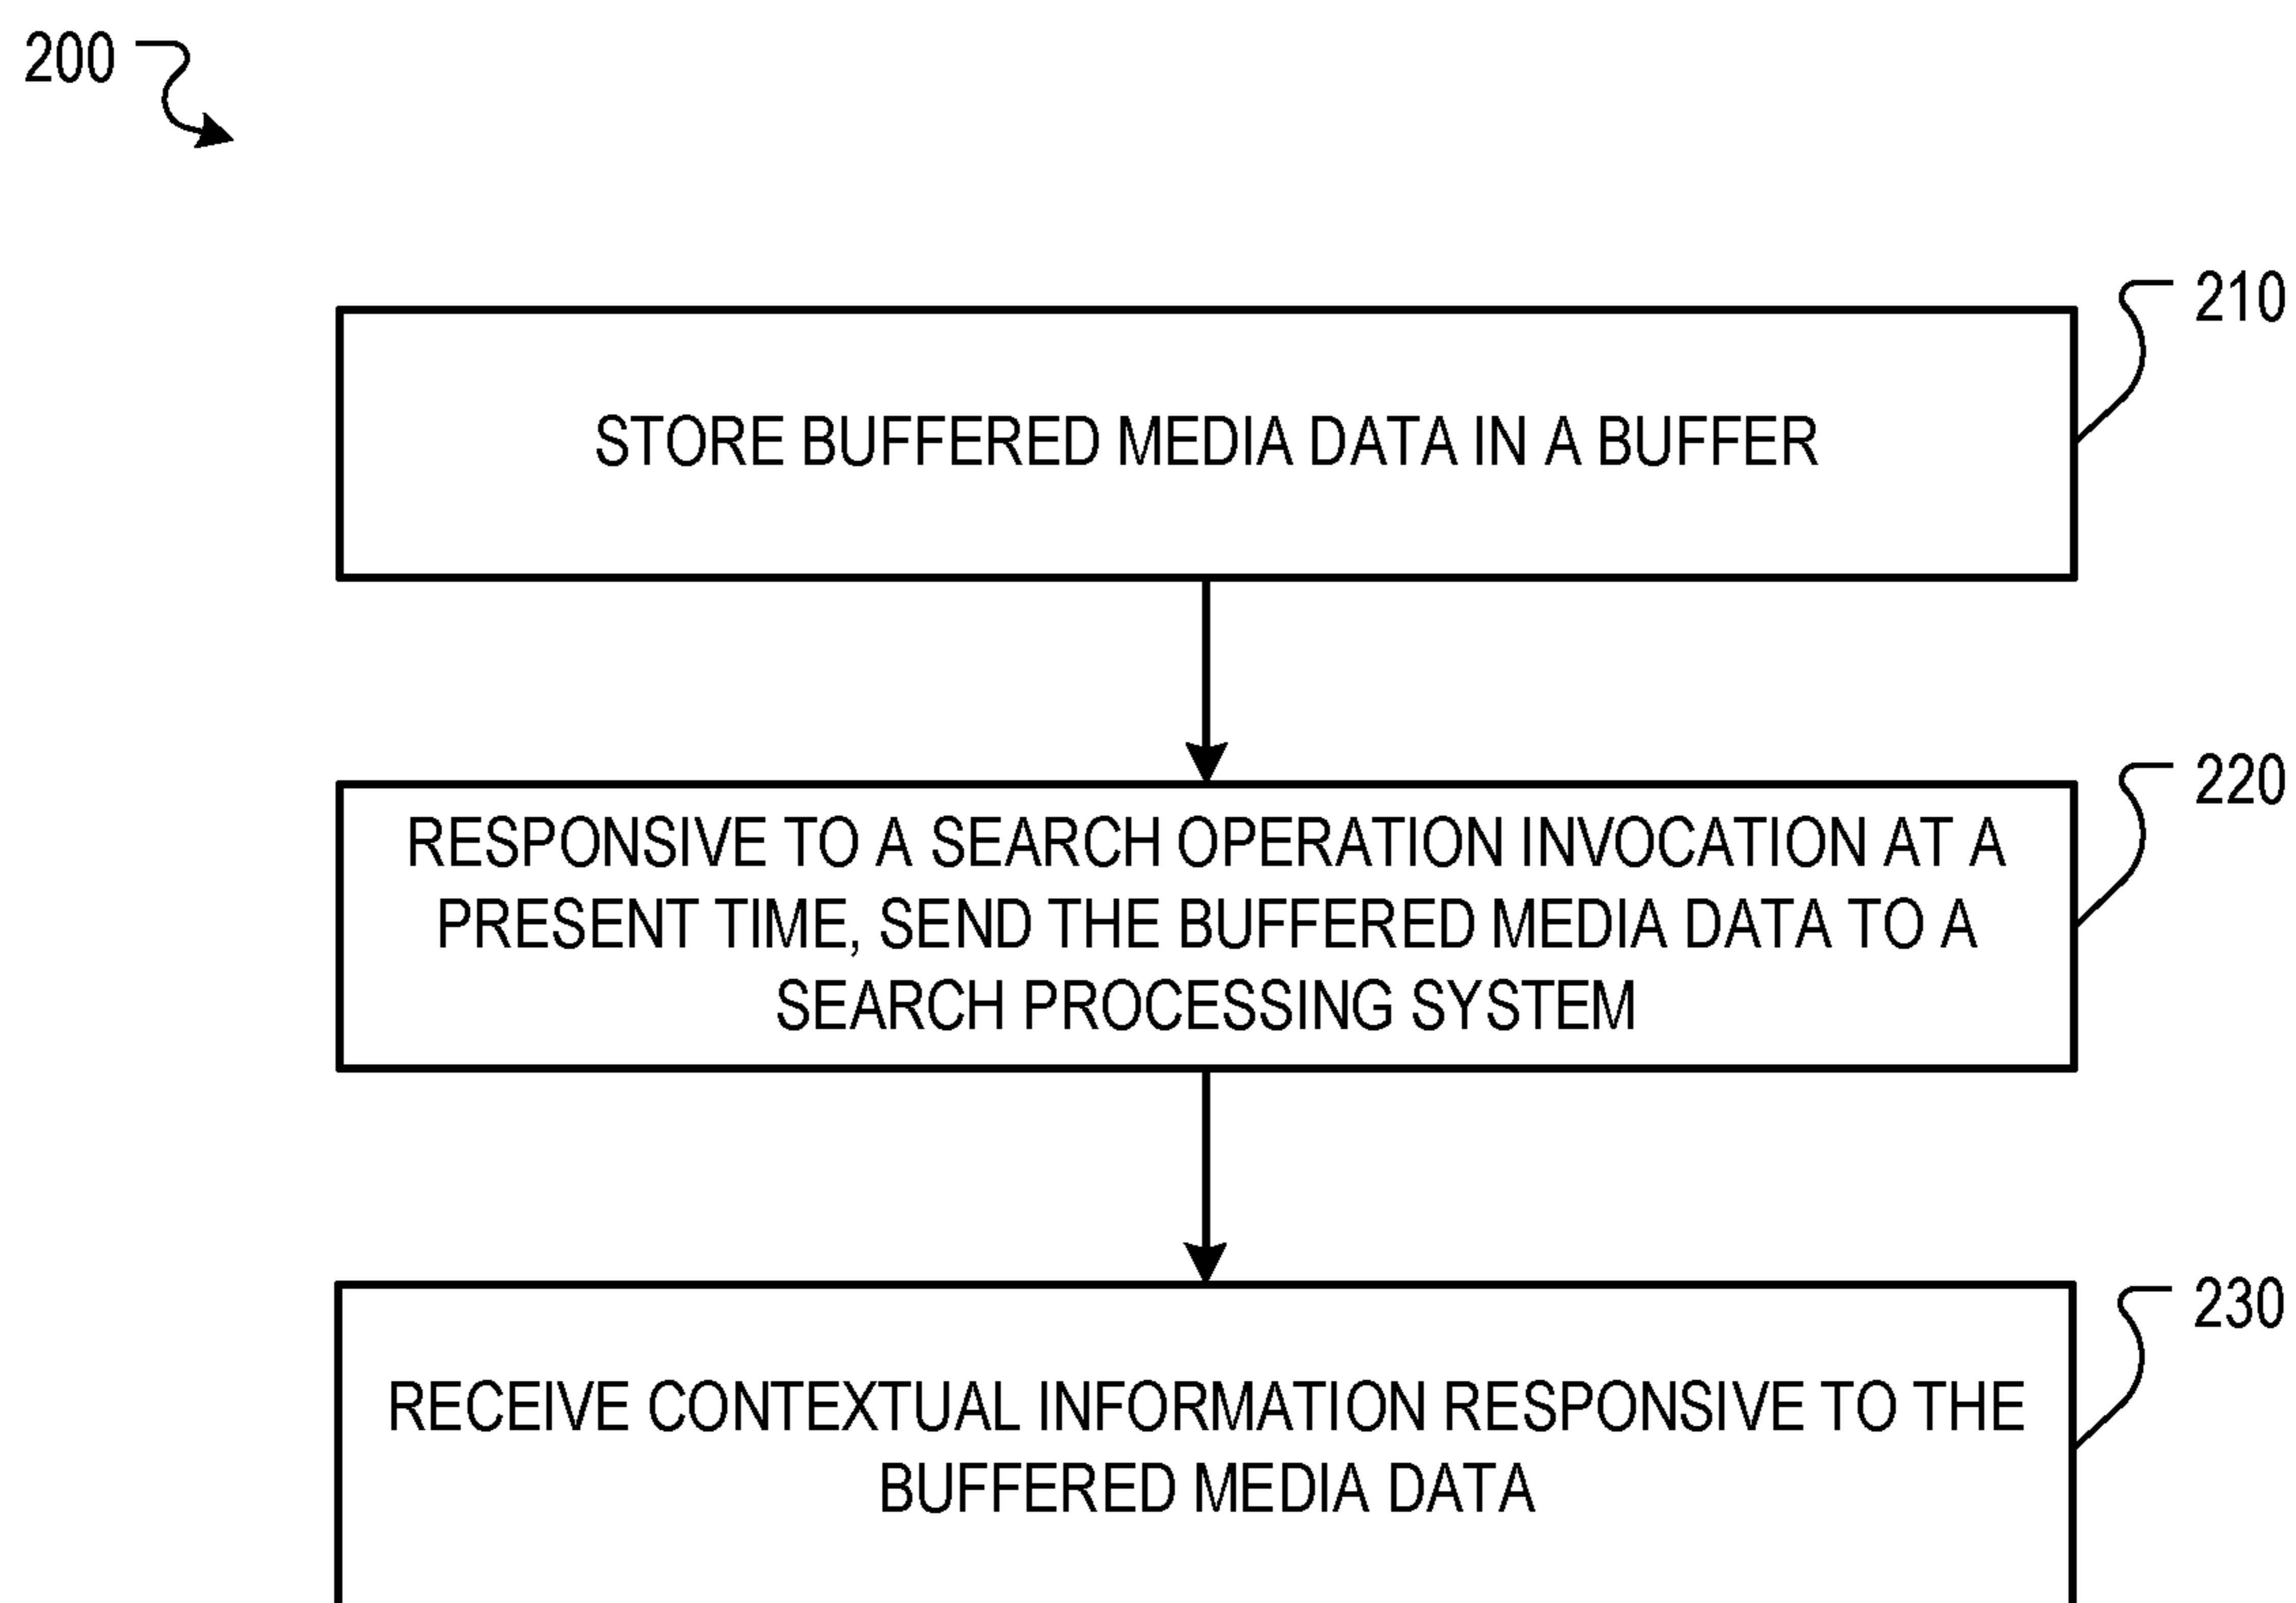 200
210
STORE BUFFERED MEDIA DATA IN A BUFFER
220
RESPONSIVE TO A SEARCH OPERATION INVOCATION AT A
PRESENT TIME, SEND THE BUFFERED MEDIA DATA TO A
SEARCH PROCESSING SYSTEM
230
RECEIVE CONTEXTUAL INFORMATION RESPONSIVE TO THE
BUFFERED MEDIA DATA